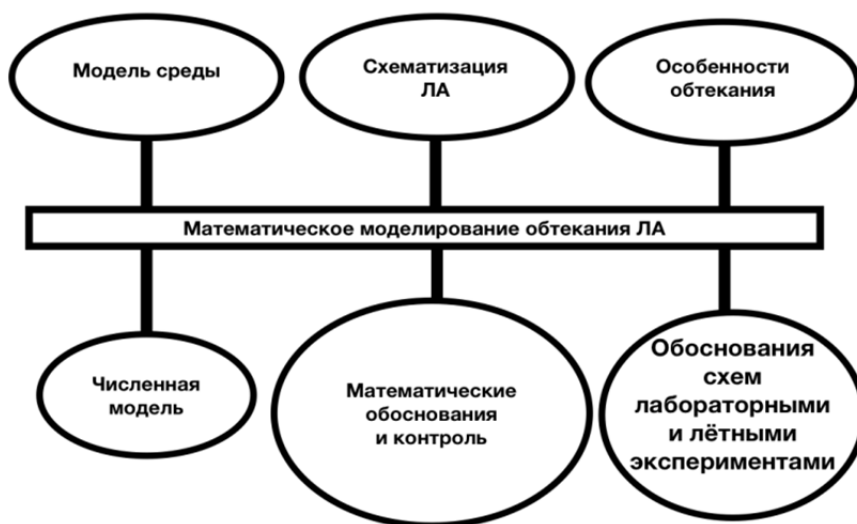 Модель среды
Схематизация
ЛА
Особенности
обтекания
Математическое моделирование обтекания ЛА
Численная
модель
Математические
обоснования
и контроль
Обоснования
схем
лабораторными
и лётными
экспериментами